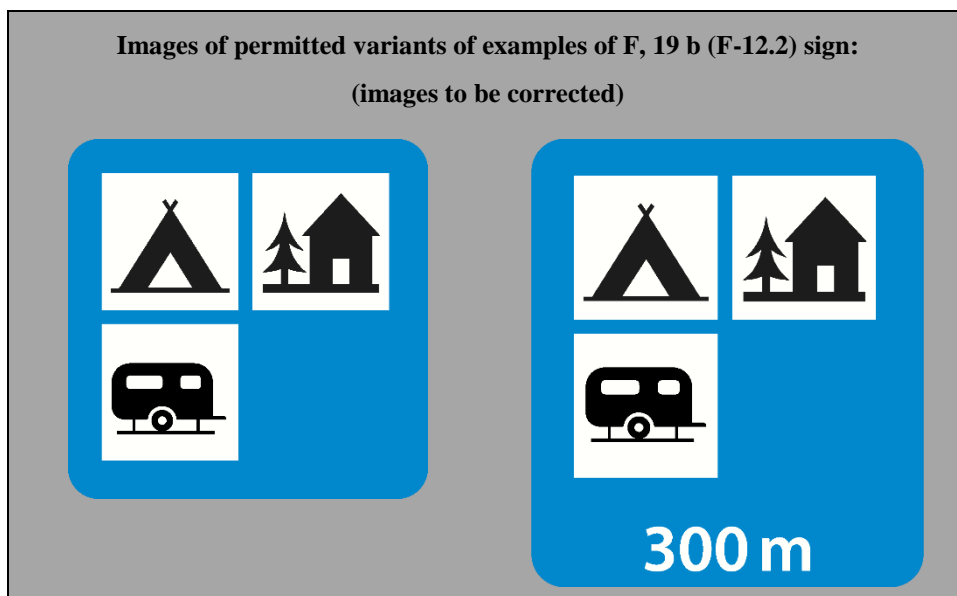 Images of permitted variants of examples of F, 19 b (F-12.2) sign:
(images to be corrected)
300 m